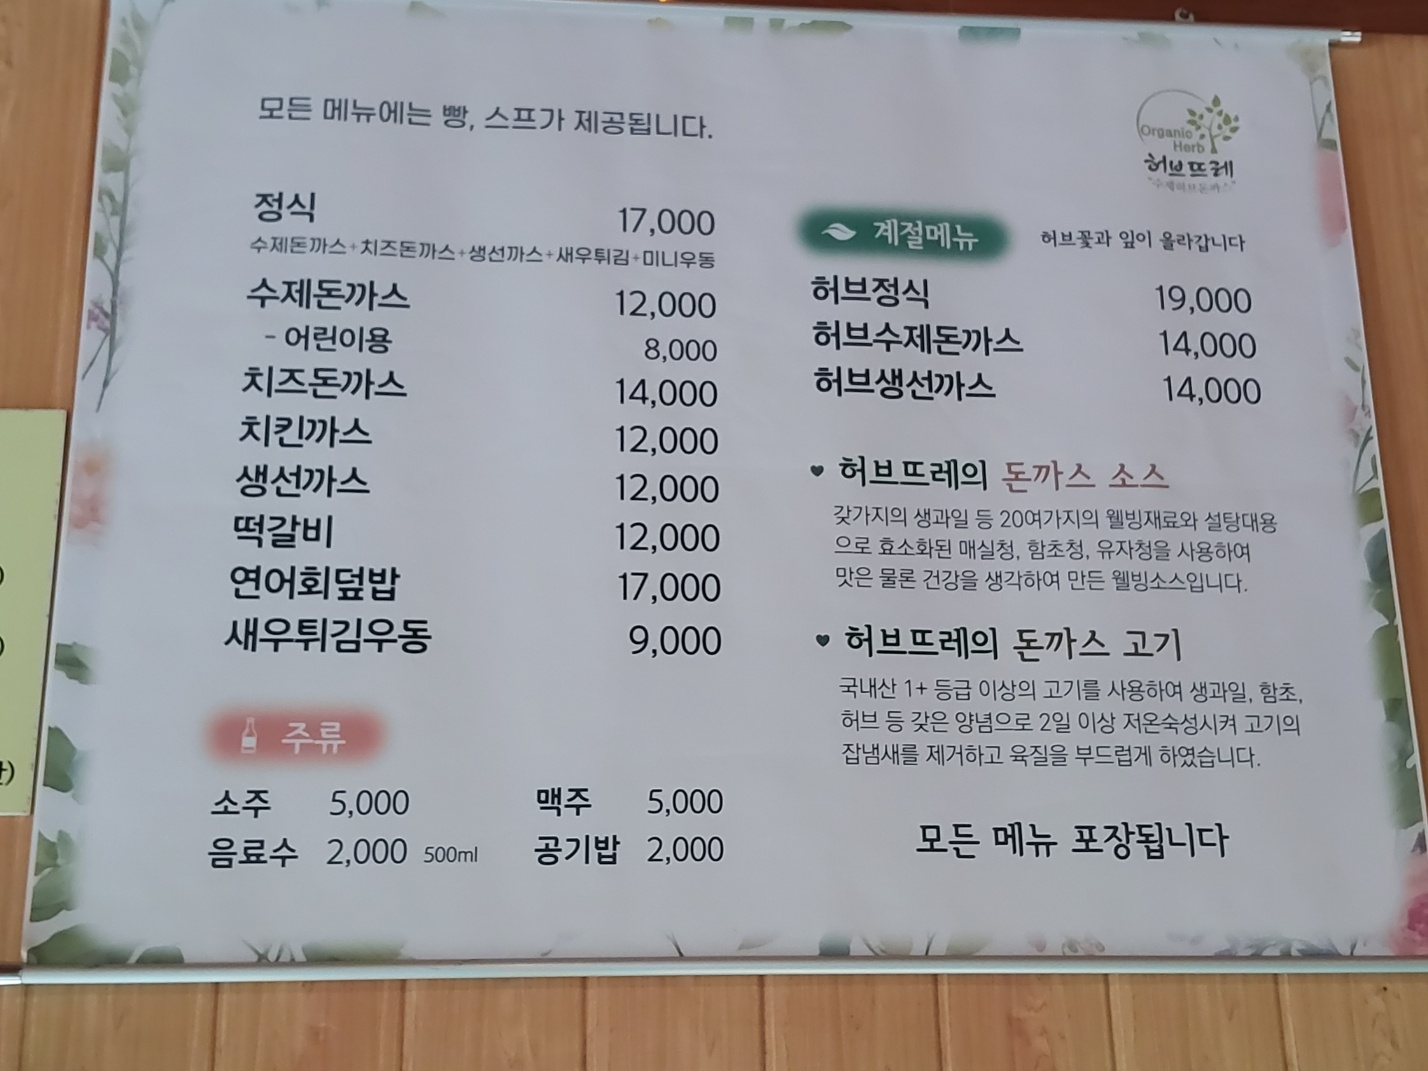 모든 메뉴에는 빵, 스프가 제공됩니다.
정식 17,000
수제돈까스+치즈돈까스+생선까스+새우튀김+미니우동
수제돈까스 12,000
- 어린이용 8,000
치즈돈까스 14,000
치킨까스 12,000
생선까스 12,000
떡갈비 12,000
연어회덮밥 17,000
새우튀김우동 9,000
주류
소주 5,000 맥주 5,000
음료수 2,000 500ml 공기밥 2,000
Organic
Herb
허브뜨레
"수제허브돈까스"
계절메뉴 허브꽃과 잎이 올라갑니다
허브정식 19,000
허브수제돈까스 14,000
허브생선까스 14,000
♥ 허브뜨레의 돈까스 소스
갖가지의 생과일 등 20여가지의 웰빙재료와 설탕대용
으로 효소화된 매실청, 함초청, 유자청을 사용하여
맛은 물론 건강을 생각하여 만든 웰빙소스입니다.
♥ 허브뜨레의 돈까스 고기
국내산 1+ 등급 이상의 고기를 사용하여 생과일, 함초,
허브 등 갖은 양념으로 2일 이상 저온숙성시켜 고기의
잡냄새를 제거하고 육질을 부드럽게 하였습니다.
모든 메뉴 포장됩니다